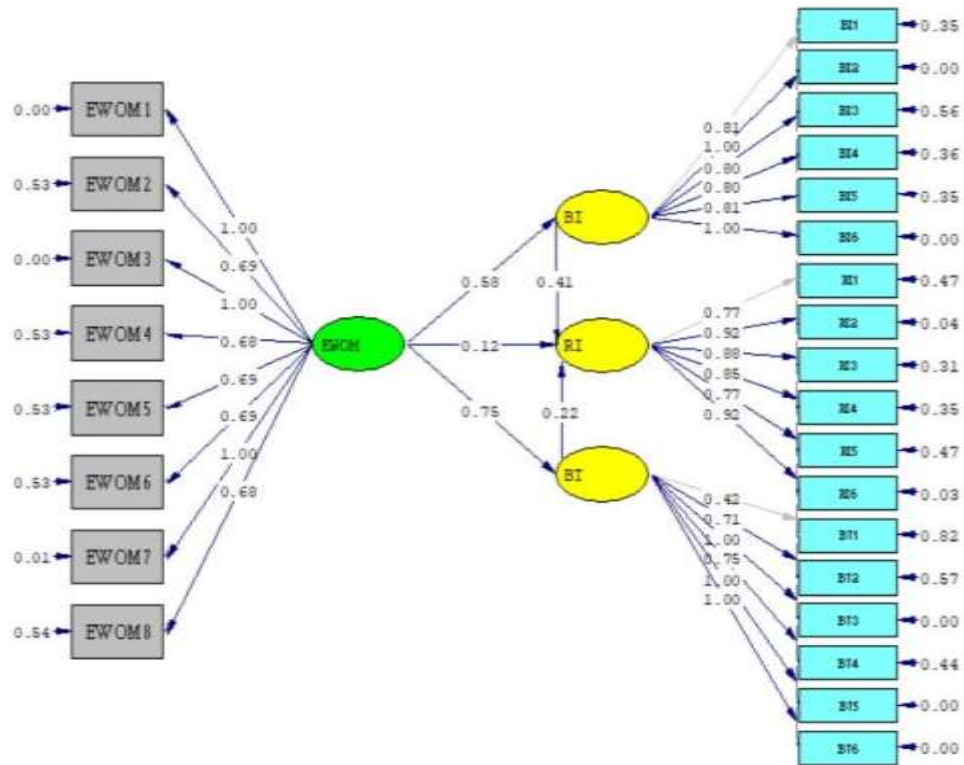 0.00 EWOM1
0.53 EWOM2
0.00 EWOM3
0.53 EWOM4
0.53 EWOM5
0.53 EWOM6
0.01 EWOM7
0.54 EWOM8
1.00
0.69
1.00
0.68
0.69
0.69
1.00
0.68
EWOM
0.58
0.12
0.75
BI
0.41
RI
0.22
BT
0.81
1.00
0.80
0.80
0.81
1.00
0.77
0.92
0.88
0.85
0.77
0.92
0.42
0.71
1.00
0.75
1.00
1.00
BI1 0.35
BI2 0.00
BI3 0.56
BI4 0.36
BI5 0.35
BI6 0.00
RI1 0.47
RI2 0.04
RI3 0.31
RI4 0.35
RI5 0.47
RI6 0.03
BT1 0.82
BT2 0.57
BT3 0.00
BT4 0.44
BT5 0.00
BT6 0.00